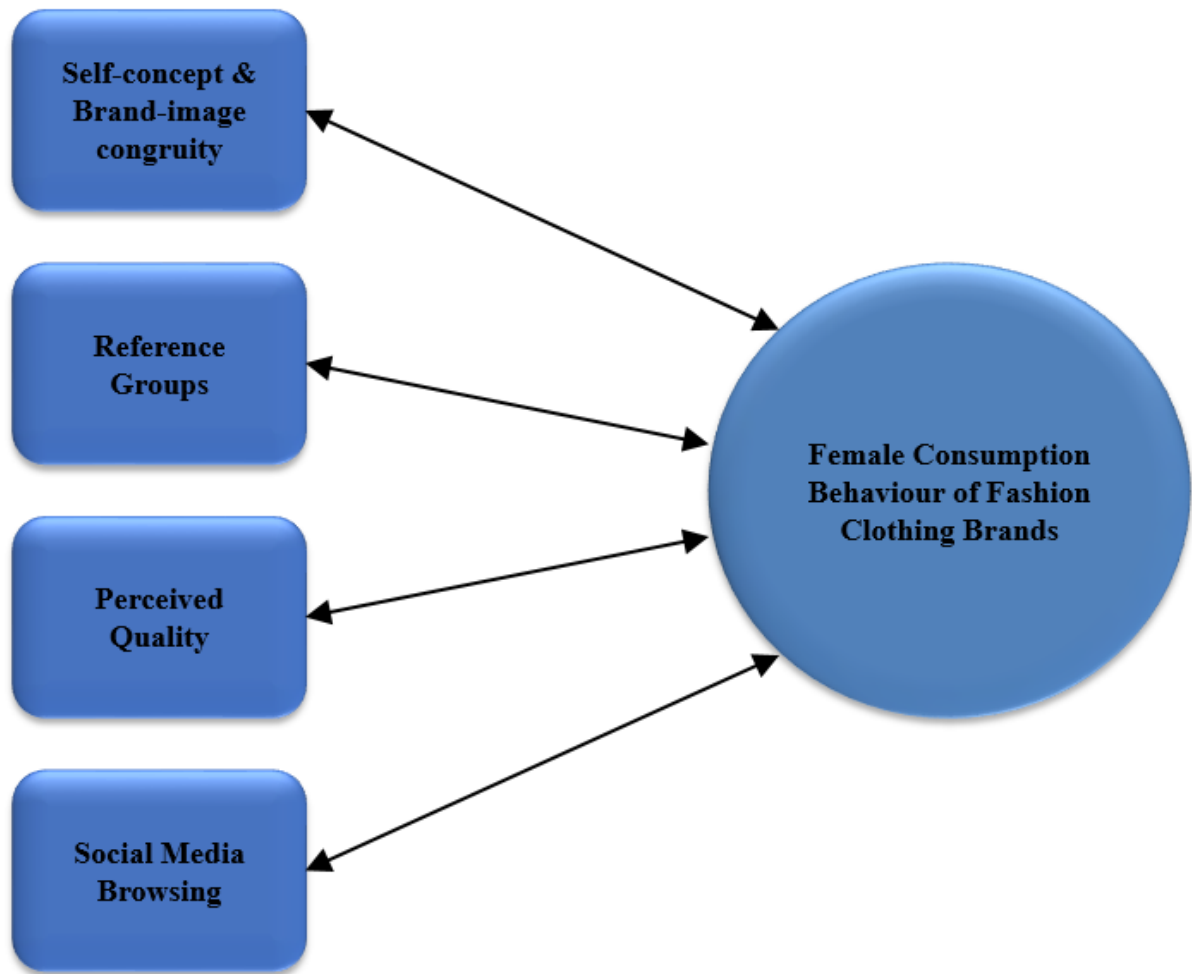 Self-concept &
Brand-image
congruity
Reference
Groups
Perceived
Quality
Social Media
Browsing
Female Consumption
Behaviour of Fashion
Clothing Brands